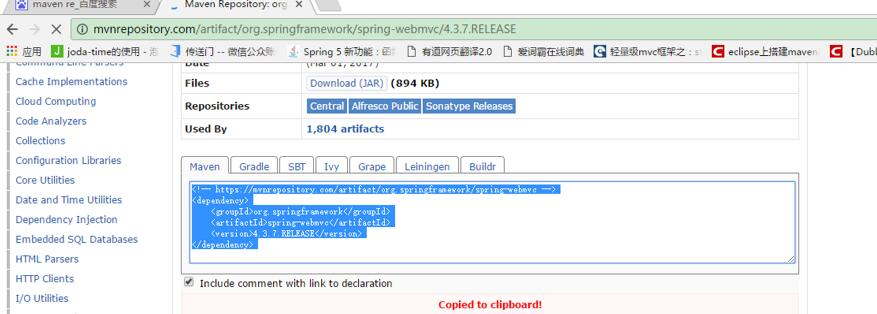 maven re_百度搜索
Maven Repository: org
mvnrepository.com/artifact/org.springframework/spring-webmvc/4.3.7.RELEASE
应用
joda-time的使用 -
传送门 -- 微信公众账
Spring 5 新功能：函
有道网页翻译2.0
爱词霸在线词典
轻量级mvc框架之：st
eclipse上搭建maven
【Dubb
Command Line Parsers
Cache Implementations
Cloud Computing
Code Analyzers
Collections
Configuration Libraries
Core Utilities
Date and Time Utilities
Dependency Injection
Embedded SQL Databases
HTML Parsers
HTTP Clients
I/O Utilities
Date
(Mar 01, 2017)
Files
Download (JAR) (894 KB)
Repositories
Central Alfresco Public Sonatype Releases
Used By
1,804 artifacts
Maven
Gradle
SBT
Ivy
Grape
Leiningen
Buildr
<!-- https://mvnrepository.com/artifact/org.springframework/spring-webmvc -->
<dependency>
<groupId>org.springframework</groupId>
<artifactId>spring-webmvc</artifactId>
<version>4.3.7.RELEASE</version>
</dependency>
Include comment with link to declaration
Copied to clipboard!